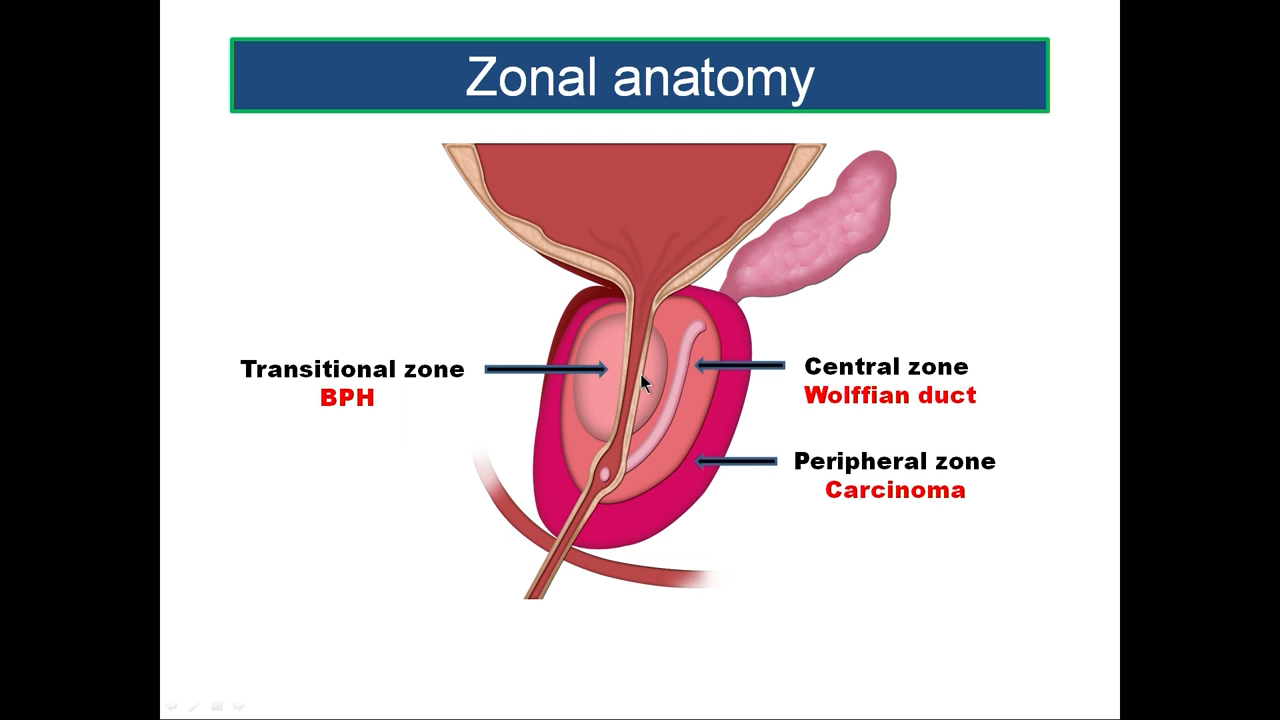 Zonal anatomy
Transitional zone
BPH
Central zone
Wolffian duct
Peripheral zone
Carcinoma